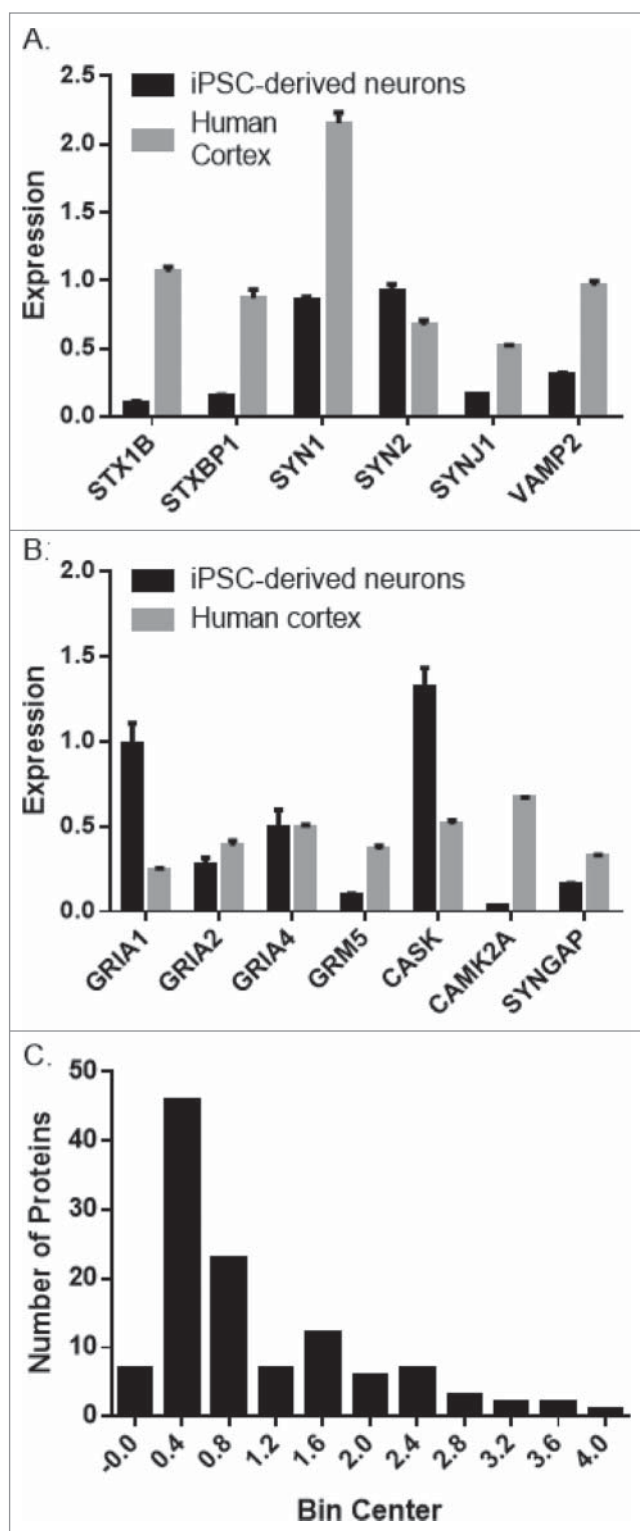 A.
Expression
2.5
2.0
1.5
1.0
0.5
0.0
iPSC-derived neurons
Human
Cortex
STX1B
STXBP1
SYN1
SYN2
SYNJ1
VAMP2
B.
Expression
2.0
1.5
1.0
0.5
0.0
iPSC-derived neurons
Human cortex
GRIA1
GRIA2
GRIA4
GRM5
CASK
CAMK2A
SYNGAP
C.
Number of Proteins
50
40
30
20
10
0
-0.0
0.4
0.8
1.2
1.6
2.0
2.4
2.8
3.2
3.6
4.0
Bin Center